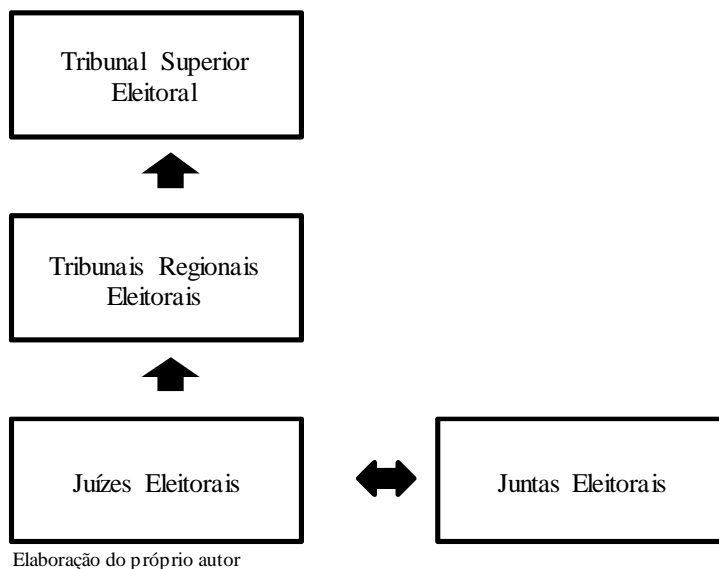 Tribunal Superior
Eleitoral
Tribunais Regionais
Eleitorais
Juízes Eleitorais
Juntas Eleitorais
Elaboração do próprio autor